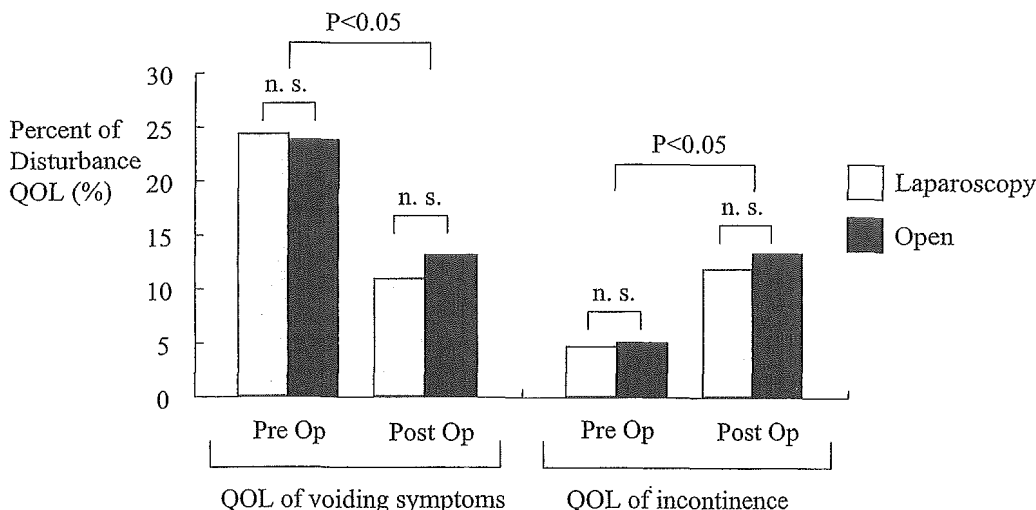 P<0.05
30
n. s.
Percent of
Disturbance
QOL (%)
25
20
15
10
5
0
n. s.
P<0.05
n. s.
n. s.
Laparoscopy
Open
Pre Op
Post Op
Pre Op
Post Op
QOL of voiding symptoms
QOL of incontinence